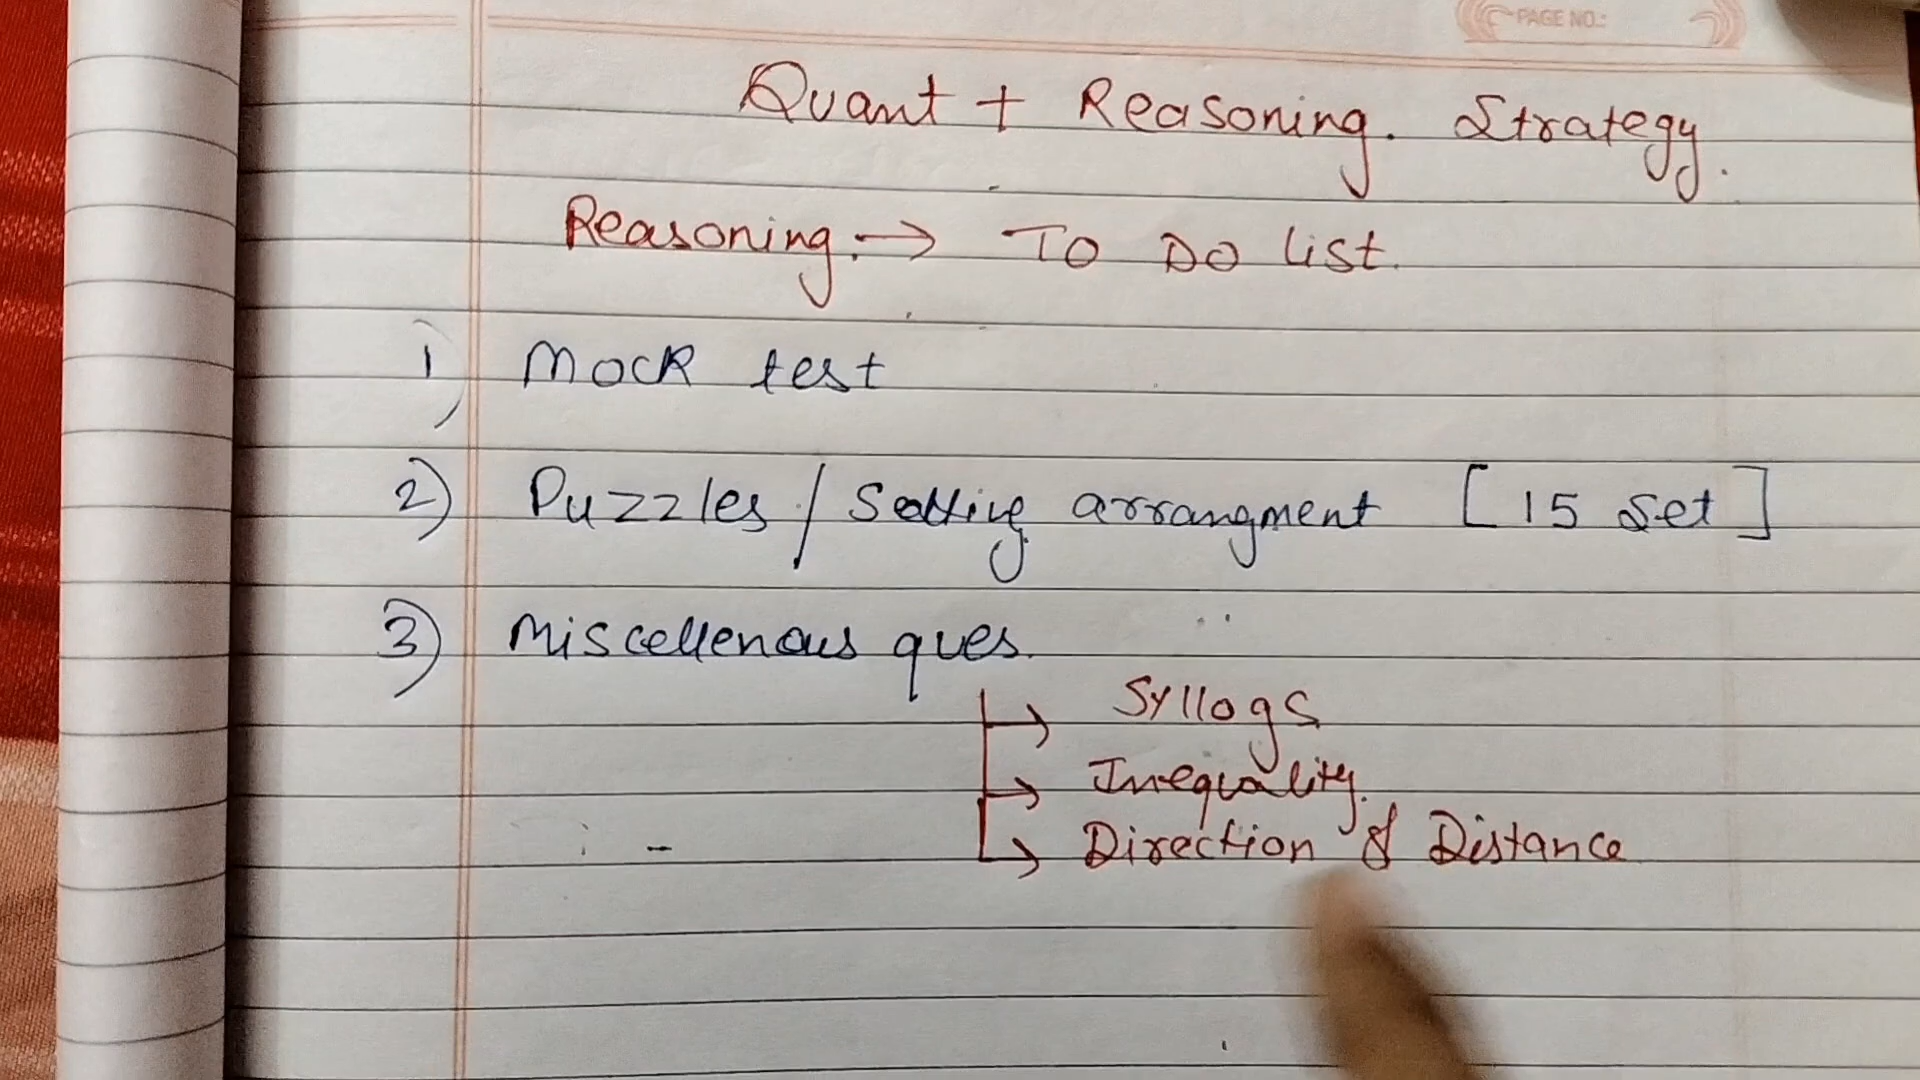 PAGE NO.:
Quant + Reasoning. Strategy.
Reasoning. → To Do list.
1) Mock test
2) Puzzles / Seatting arrangment [15 Set]
3) Miscellenous ques.
↳ Syllogs
↳ Inequality.
↳ Direction & Distance